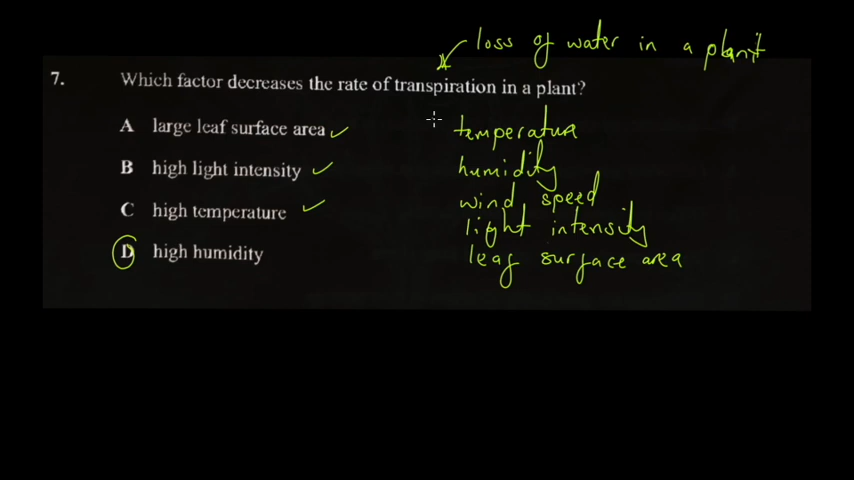 loss of water in a plant
7. Which factor decreases the rate of transpiration in a plant?
A large leaf surface area ✓
temperature
B high light intensity ✓
humidity
wind speed
C high temperature ✓
light intensity
D high humidity
leaf surface area